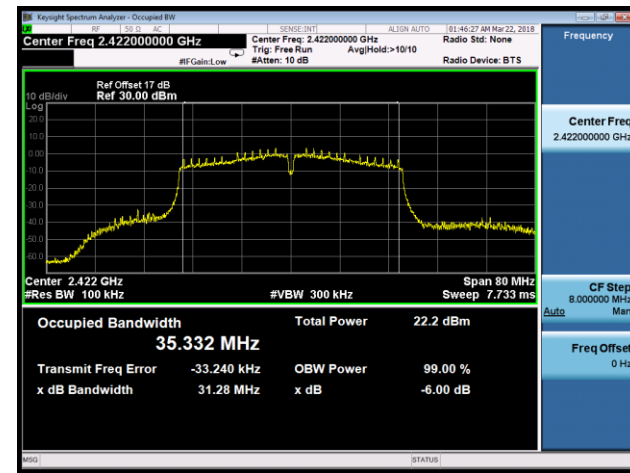 Keysight Spectrum Analyzer - Occupied BW
RF 50 Ω AC SENSE:INT ALIGN AUTO 01:46:27 AM Mar 22, 2018
Center Freq 2.422000000 GHz
Center Freq: 2.422000000 GHz
Radio Std: None
Trig: Free Run Avg|Hold:>10/10
#IFGain:Low #Atten: 10 dB
Radio Device: BTS
Frequency
Ref Offset 17 dB
10 dB/div Ref 30.00 dBm
Log
20.0
10.0
0.00
-10.0
-20.0
-30.0
-40.0
-50.0
-60.0
Center 2.422 GHz Span 80 MHz
#Res BW 100 kHz #VBW 300 kHz Sweep 7.733 ms
Occupied Bandwidth Total Power 22.2 dBm
35.332 MHz
Transmit Freq Error -33.240 kHz OBW Power 99.00 %
x dB Bandwidth 31.28 MHz x dB -6.00 dB
Center Freq
2.422000000 GHz
CF Step
8.000000 MHz
Auto Man
Freq Offset
0 Hz
MSG STATUS